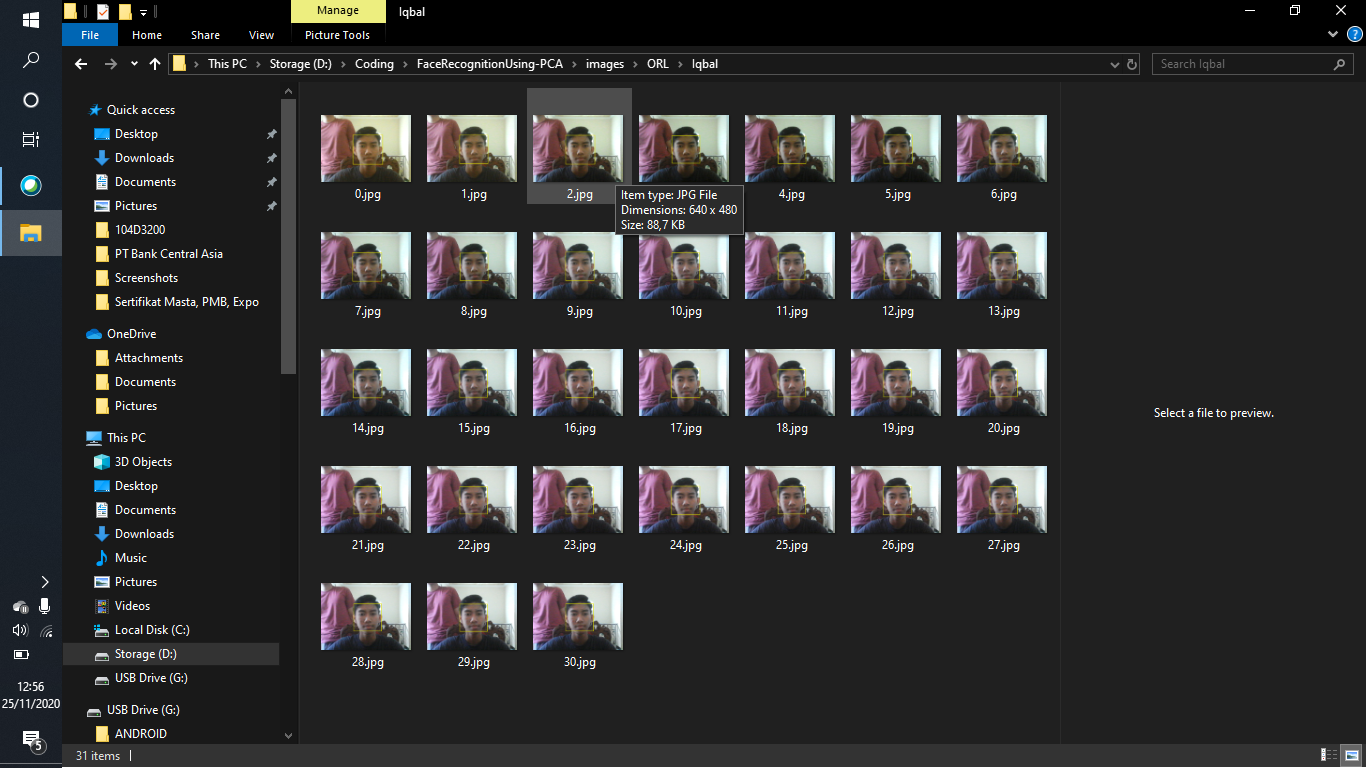 Manage
Iqbal
File
Home
Share
View
Picture Tools
This PC > Storage (D:) > Coding > FaceRecognitionUsing-PCA > images > ORL > Iqbal
Search Iqbal
Quick access
Desktop
Downloads
Documents
Pictures
104D3200
PT Bank Central Asia
Screenshots
Sertifikat Masta, PMB, Expo
OneDrive
Attachments
Documents
Pictures
This PC
3D Objects
Desktop
Documents
Downloads
Music
Pictures
Videos
Local Disk (C:)
Storage (D:)
USB Drive (G:)
USB Drive (G:)
ANDROID
0.jpg
1.jpg
2.jpg
4.jpg
5.jpg
6.jpg
Item type: JPG File
Dimensions: 640 x 480
Size: 88,7 KB
7.jpg
8.jpg
9.jpg
10.jpg
11.jpg
12.jpg
13.jpg
14.jpg
15.jpg
16.jpg
17.jpg
18.jpg
19.jpg
20.jpg
21.jpg
22.jpg
23.jpg
24.jpg
25.jpg
26.jpg
27.jpg
28.jpg
29.jpg
30.jpg
Select a file to preview.
12:56
25/11/2020
5
31 items